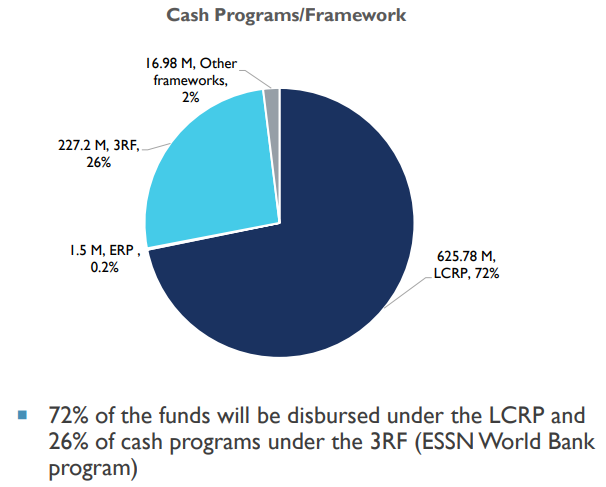 Cash Programs/Framework
16.98 M, Other
frameworks,
2%
227.2 M, 3RF,
26%
1.5 M, ERP ,
0.2%
625.78 M,
LCRP, 72%
72% of the funds will be disbursed under the LCRP and
26% of cash programs under the 3RF (ESSN World Bank
program)